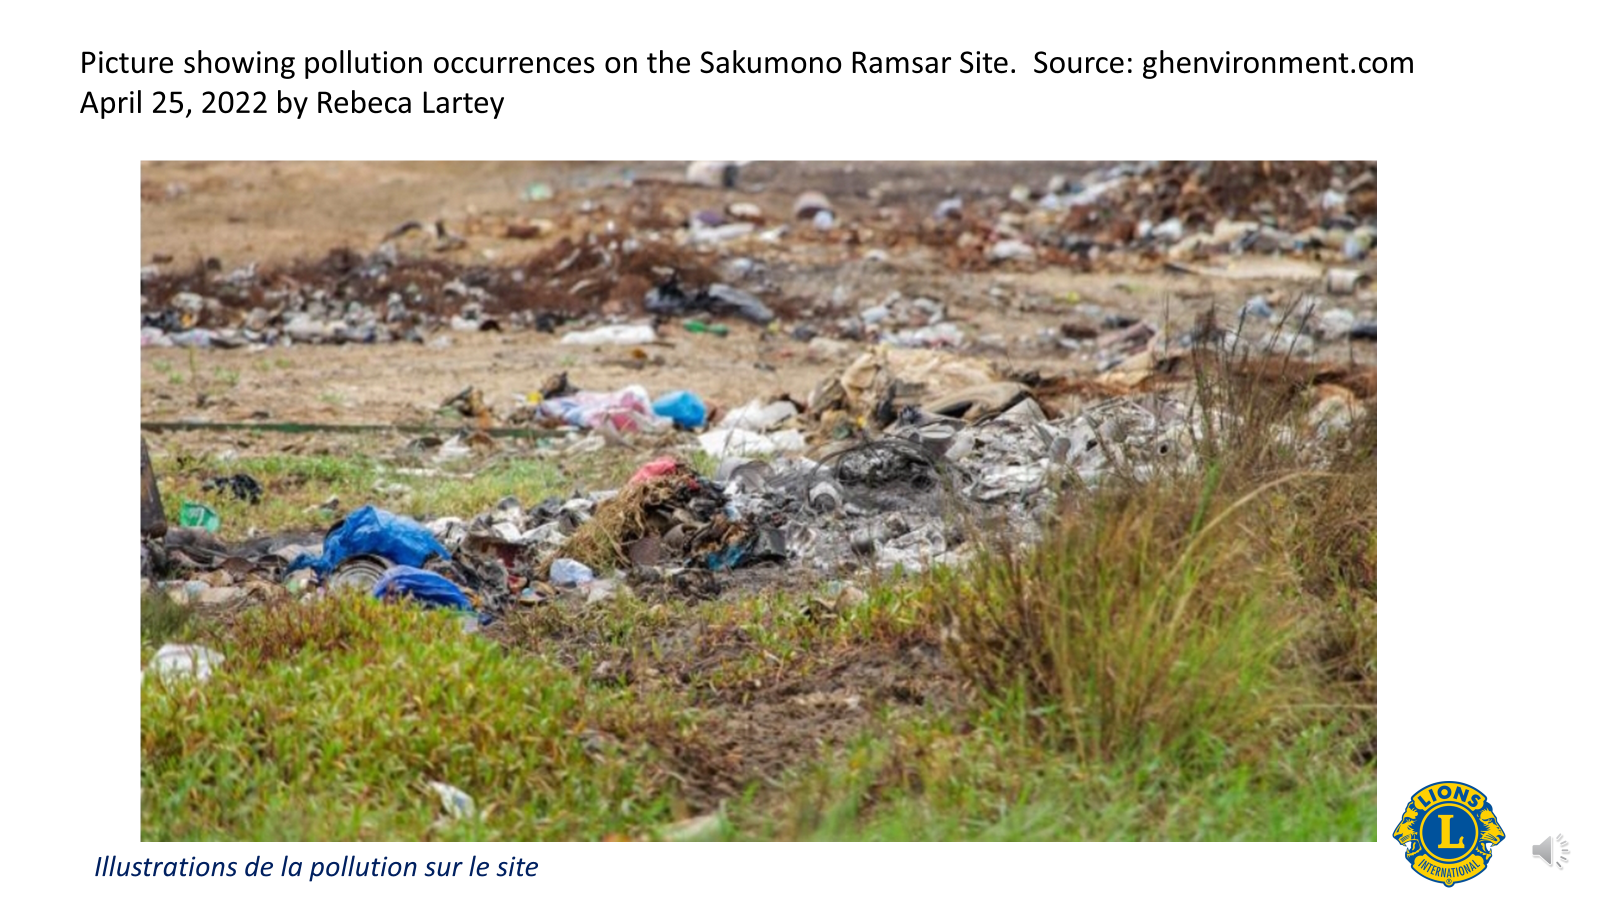 Picture showing pollution occurrences on the Sakumono Ramsar Site.  Source: ghenvironment.com
April 25, 2022 by Rebeca Lartey
Illustrations de la pollution sur le site
LIONS
L
INTERNATIONAL
®